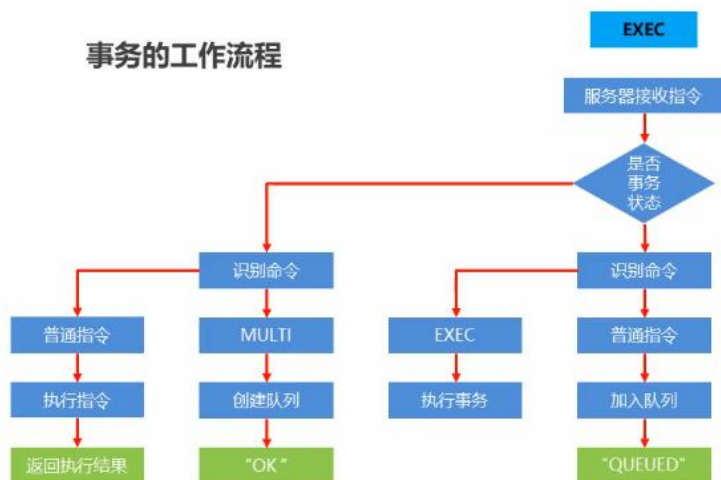 EXEC
事务的工作流程
服务器接收指令
是否
事务
状态
识别命令
识别命令
普通指令
MULTI
EXEC
普通指令
执行指令
创建队列
执行事务
加入队列
返回执行结果
"OK"
"QUEUED"